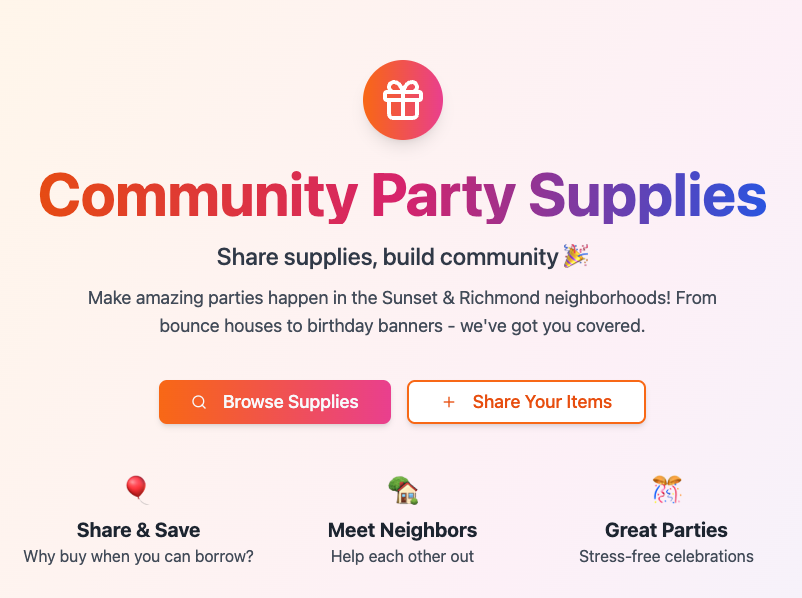 Community Party Supplies
Share supplies, build community 🎉
Make amazing parties happen in the Sunset & Richmond neighborhoods! From
bounce houses to birthday banners - we've got you covered.
Browse Supplies
Share Your Items
Share & Save
Why buy when you can borrow?
Meet Neighbors
Help each other out
Great Parties
Stress-free celebrations